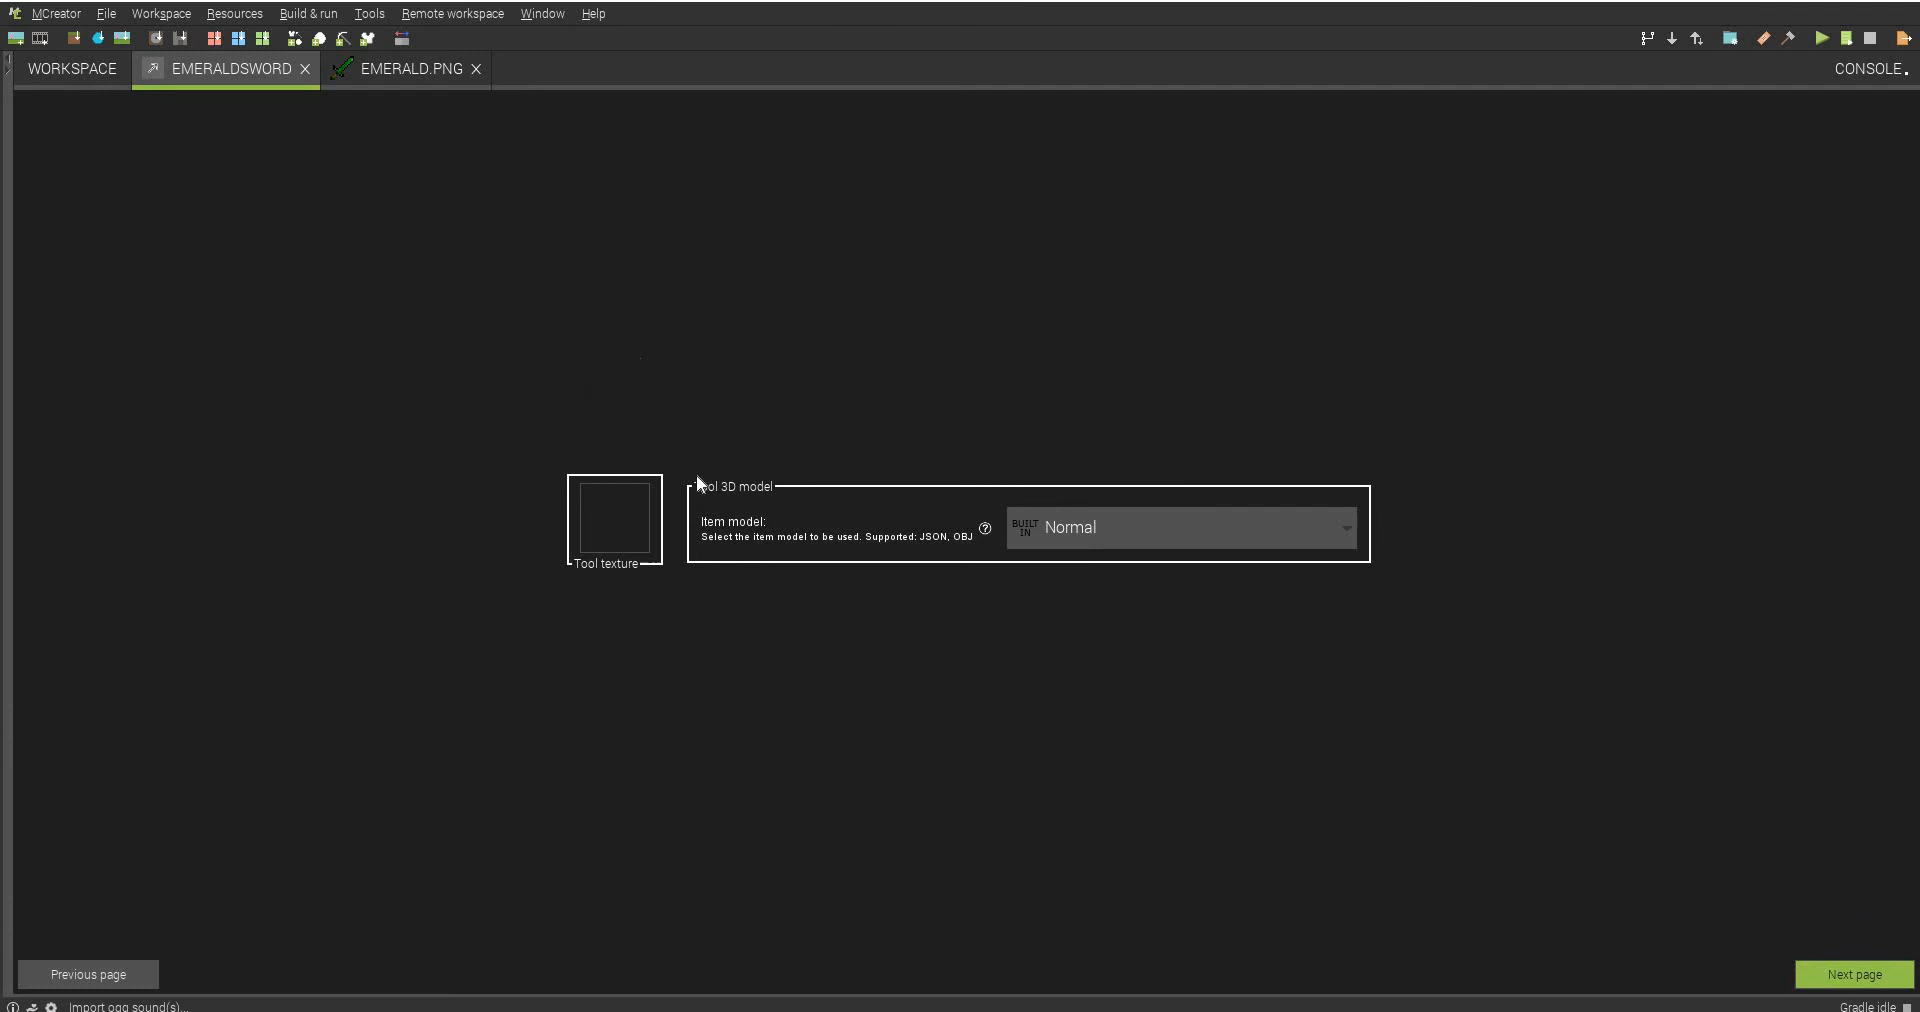 MCreator File Workspace Resources Build & run Tools Remote workspace Window Help
WORKSPACE EMERALDSWORD EMERALD.PNG CONSOLE
3D model
Item model:
Select the item model to be used. Supported: JSON, OBJ
BUILT IN Normal
Tool texture
Previous page Next page
Import ogg sound(s)... Gradle idle